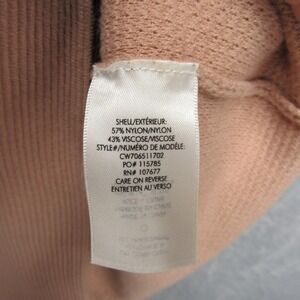 SHELL/EXTÉRIEUR:
57% NYLON/NYLON
43% VISCOSE/VISCOSE
STYLE#/NUMÉRO DE MODÈLE:
CW706511702
PO# 115785
RN# 107677
CARE ON REVERSE
ENTRETIEN AU VERSO